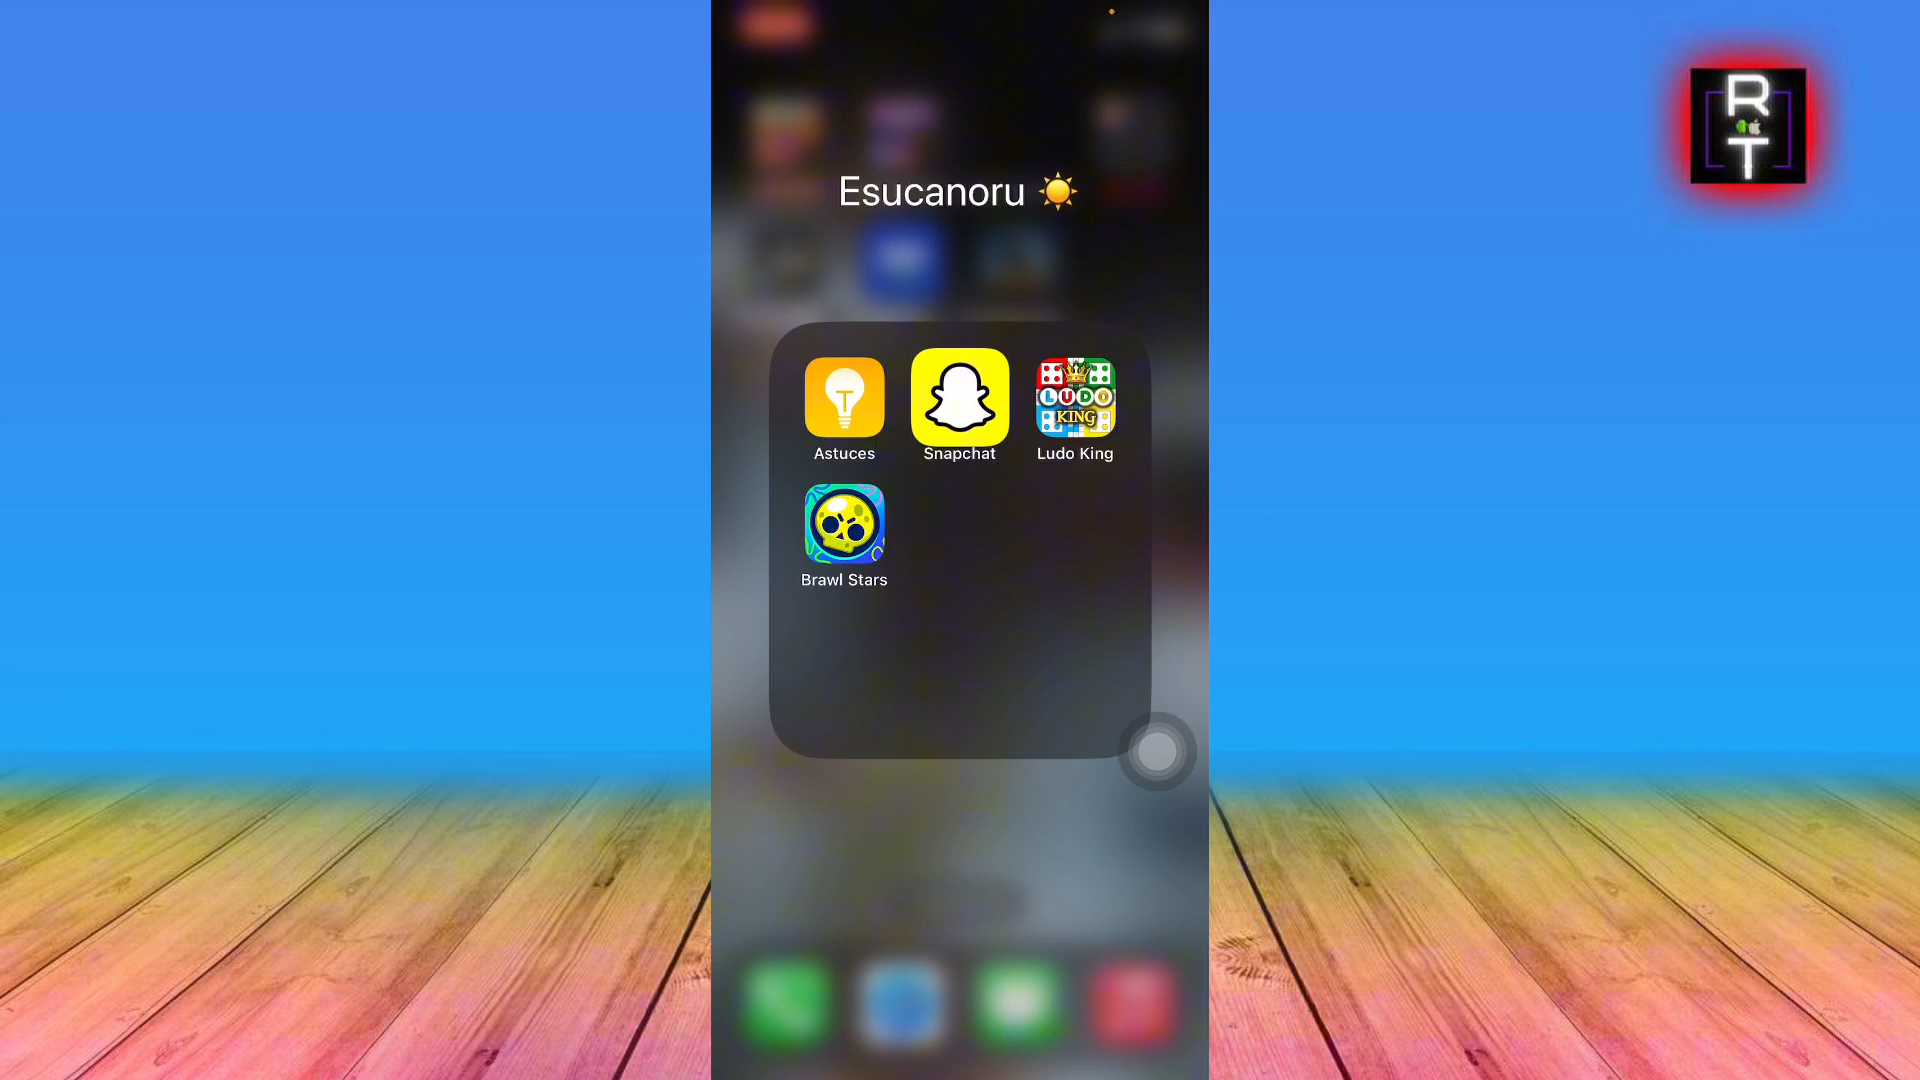 R
T
Esucanoru ☀️
LUDO
KING
Astuces
Snapchat
Ludo King
Brawl Stars